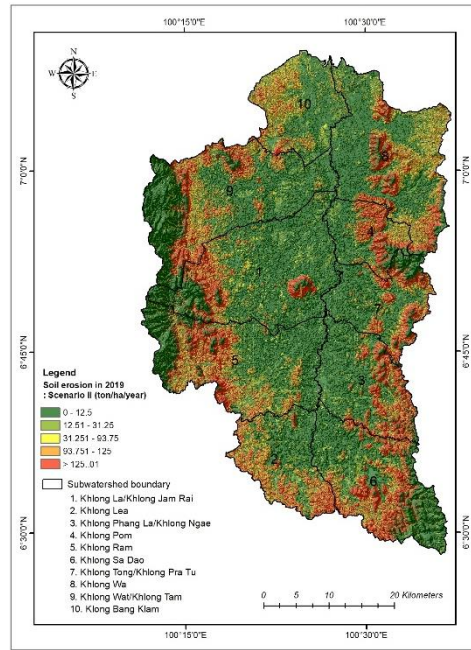 100°15'0"E 100°30'0"E
N
W E
S
10
8
7°0'0"N 7°0'0"N
9
4
1
7
6°45'0"N 6°45'0"N
5
3
Legend
Soil erosion in 2019
: Scenario II (ton/ha/year)
0 - 12.5
12.51 - 31.25
31.251 - 93.75
93.751 - 125
> 125..01
Subwatershed boundary
1. Khlong La/Khlong Jam Rai
2. Khlong Lea
3. Khlong Phang La/Khlong Ngae
4. Khlong Pom
5. Khlong Ram
6. Khlong Sa Dao
7. Khlong Tong/Khlong Pra Tu
8. Khlong Wa
9. Khlong Wat/Khlong Tam
10. Klong Bang Klam
2
6
6°30'0"N 6°30'0"N
0 5 10 20 Kilometers
100°15'0"E 100°30'0"E